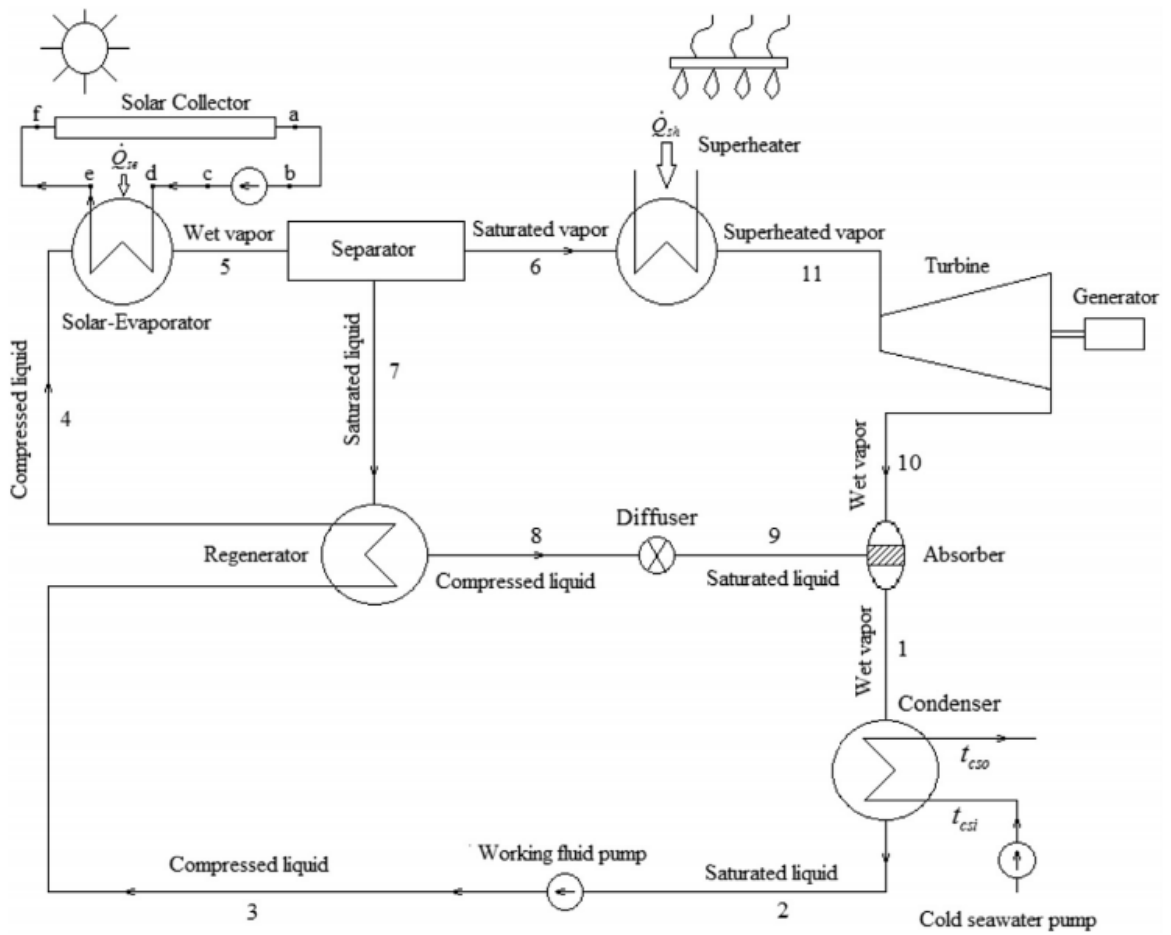 Solar Collector
f
a
Q̇se
e
d
c
b
Q̇sh
Superheater
Wet vapor
5
Separator
Saturated vapor
6
Superheated vapor
11
Turbine
Generator
Solar-Evaporator
Compressed liquid
4
Saturated liquid
7
Wet vapor
10
Regenerator
8
Compressed liquid
Diffuser
9
Saturated liquid
Absorber
Wet vapor
1
Condenser
tcso
tcsi
Compressed liquid
3
Working fluid pump
Saturated liquid
2
Cold seawater pump